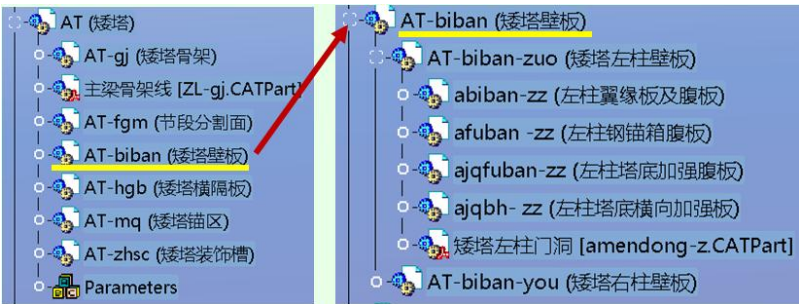 AT (矮塔)
AT-gj (矮塔骨架)
主梁骨架线 [ZL-gj.CATPart]
AT-fgm (节段分割面)
AT-biban (矮塔壁板)
AT-hgb (矮塔横隔板)
AT-mq (矮塔锚区)
AT-zhsc (矮塔装饰槽)
Parameters
AT-biban (矮塔壁板)
AT-biban-zuo (矮塔左柱壁板)
abiban-zz (左柱翼缘板及腹板)
afuban -zz (左柱钢锚箱腹板)
ajqfuban-zz (左柱塔底加强腹板)
ajqbh- zz (左柱塔底横向加强板)
矮塔左柱门洞 [amendong-z.CATPart]
AT-biban-you (矮塔右柱壁板)